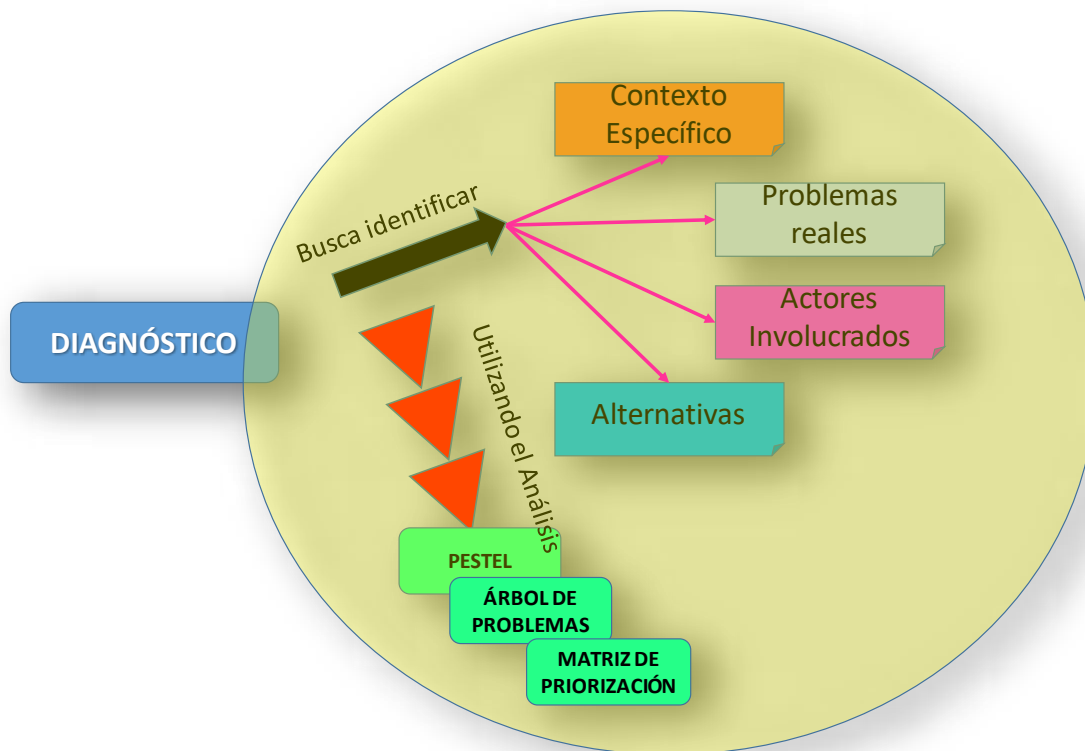 Contexto
Específico
Busca identificar
Problemas
reales
Actores
Involucrados
DIAGNÓSTICO
Alternativas
Utilizando el Análisis
PESTEL
ÁRBOL DE
PROBLEMAS
MATRIZ DE
PRIORIZACIÓN